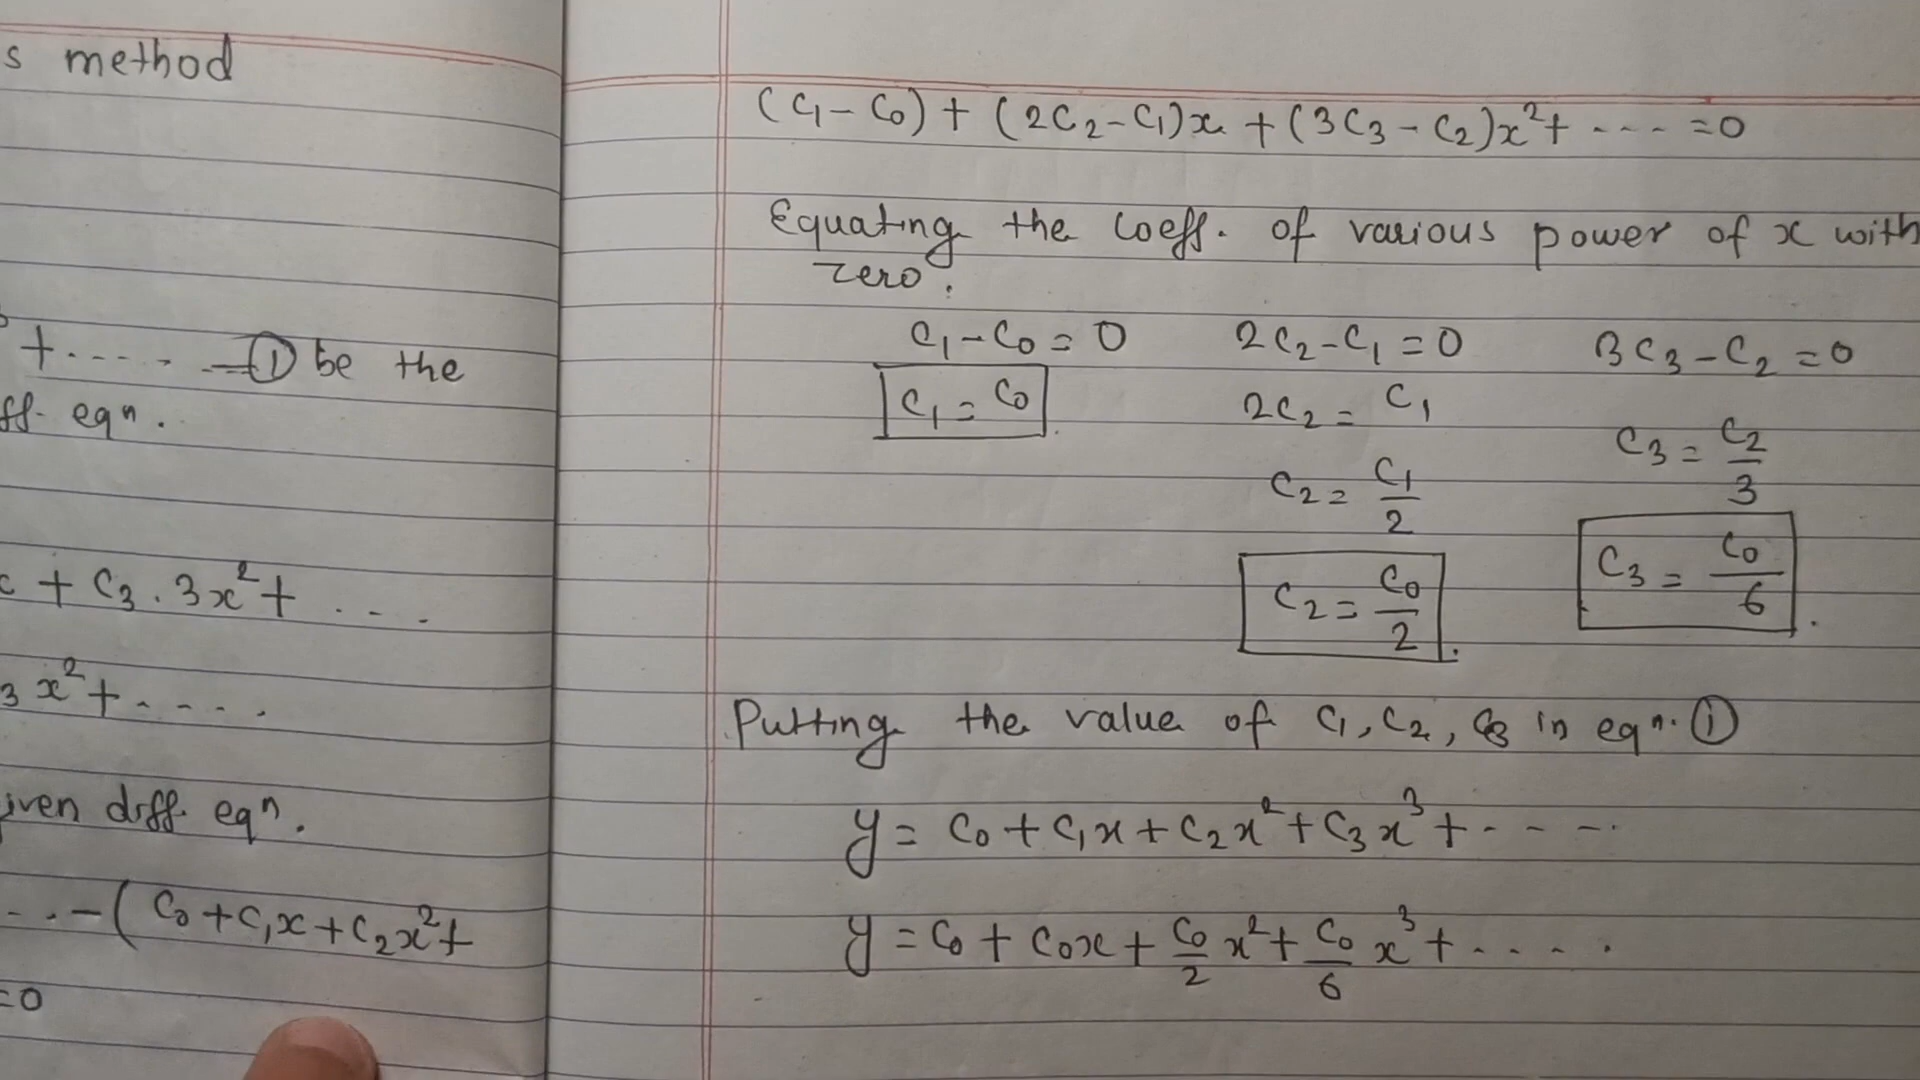 s method
+ . . . . . —① be the
ff. eqn.
+ C3 . 3x² + . . .
3 x² + . . . .
iven diff. eqn.
. . - ( C0 + C1x + C2x² +
=0
(C1 - C0) + (2C2 - C1)x + (3C3 - C2)x² + - - - - = 0
Equating the coeff. of various power of x with
zero.
C1 - C0 = 0 2C2 - C1 = 0 3C3 - C2 = 0
C1 = C0 2C2 = C1
C3 = C2/3
C2 = C1/2
C3 = C0/6
C2 = C0/2
Putting the value of C1, C2, C3 in eqn. ①
y = C0 + C1x + C2x² + C3x³ + - - - -
y = C0 + C0x + C0/2 x² + C0/6 x³ + - - - -